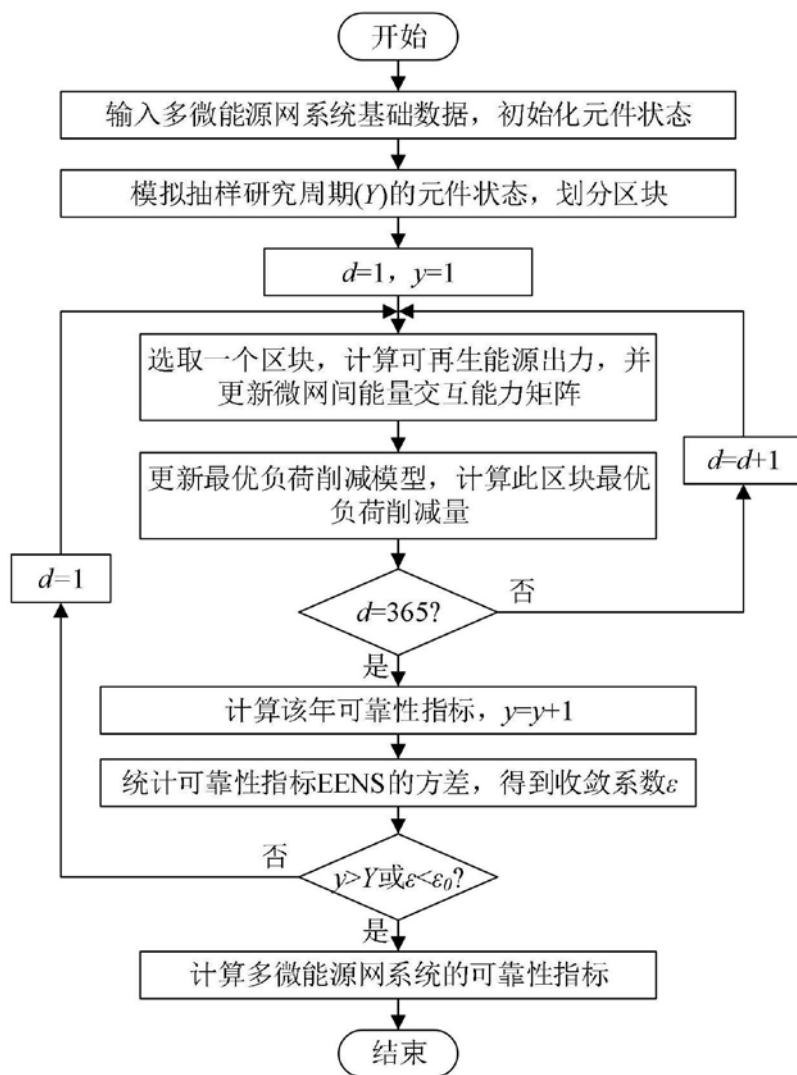 开始
输入多微能源网系统基础数据，初始化元件状态
模拟抽样研究周期(Y)的元件状态，划分区块
d=1，y=1
选取一个区块，计算可再生能源出力，并
更新微网间能量交互能力矩阵
更新最优负荷削减模型，计算此区块最优
负荷削减量
d=d+1
d=1
d=365?
否
是
计算该年可靠性指标，y=y+1
统计可靠性指标EENS的方差，得到收敛系数ε
否
y>Y或ε<ε₀?
是
计算多微能源网系统的可靠性指标
结束